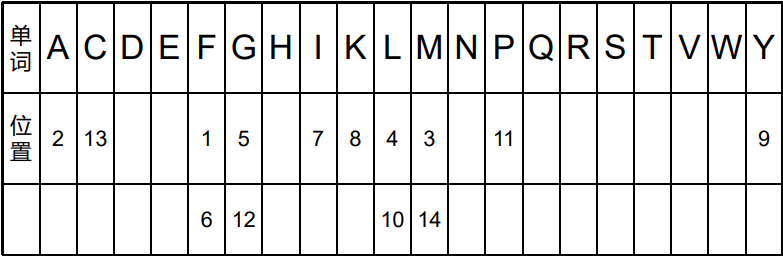 单词 A C D E F G H I K L M N P Q R S T V W Y
位置 2 13 1 5 7 8 4 3 11 9
6 12 10 14